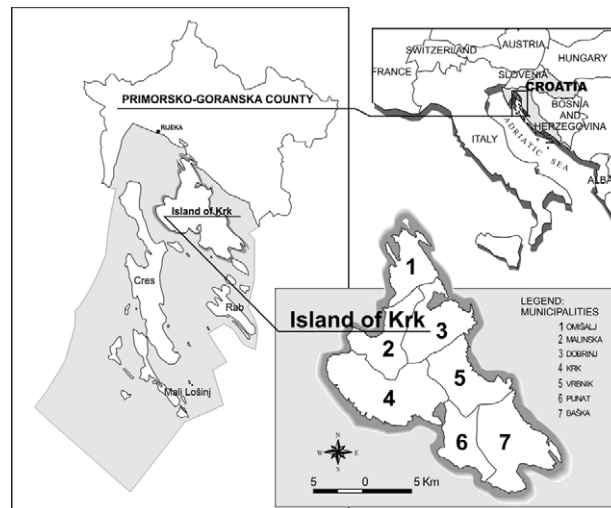 PRIMORSKO-GORANSKA COUNTY
RIJEKA
Island of Krk
Cres
Rab
Mali Lošinj
SWITZERLAND
AUSTRIA
HUNGARY
FRANCE
SLOVENIA
CROATIA
BOSNIA
AND
HERZEGOVINA
ITALY
ADRIATIC SEA
ALBA
Island of Krk
1
2
3
4
5
6
7
LEGEND:
MUNICIPALITIES
1 OMIŠALJ
2 MALINSKA
3 DOBRINJ
4 KRK
5 VRBNIK
6 PUNAT
7 BAŠKA
N
W E
S
5 0 5 Km